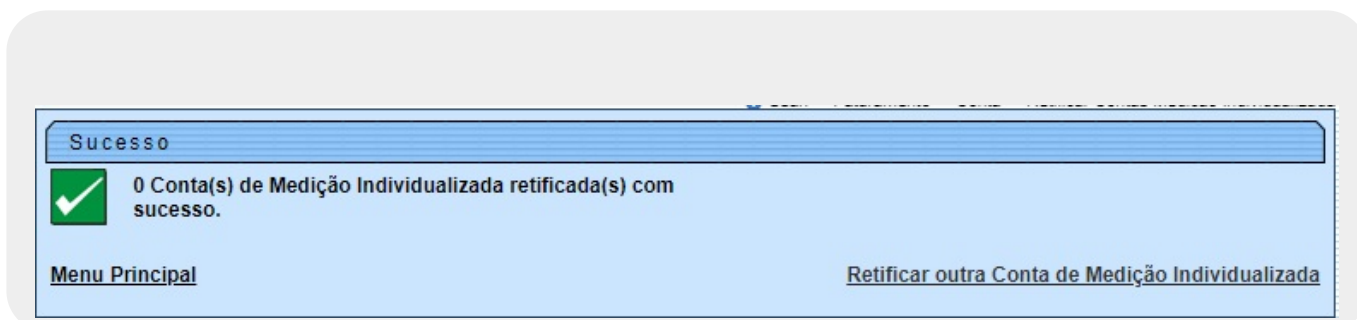 Sucesso
0 Conta(s) de Medição Individualizada retificada(s) com
sucesso.
Menu Principal
Retificar outra Conta de Medição Individualizada